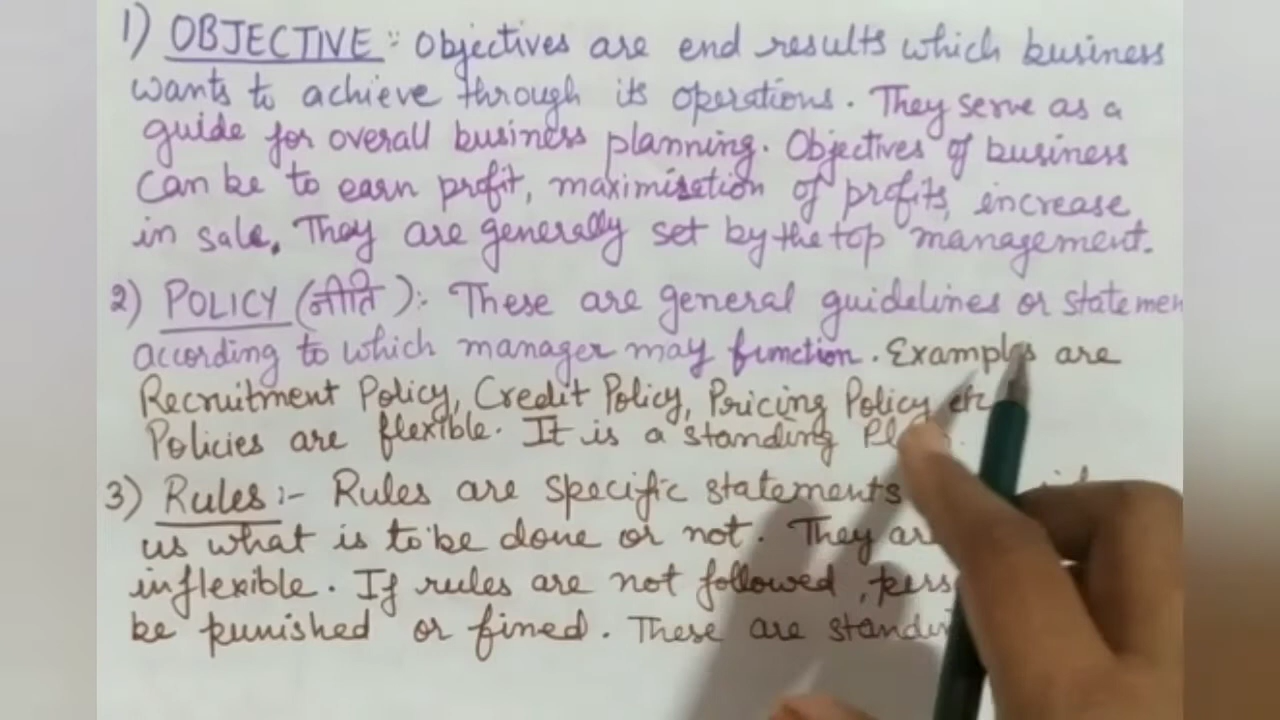 1) OBJECTIVE :- Objectives are end results which business
wants to achieve through its operations. They serve as a
guide for overall business planning. Objectives of business
can be to earn profit, maximisation of profits, increase
in sale. They are generally set by the top management.
2) POLICY (नीति):- These are general guidelines or statemen
according to which manager may function. Examples are
Recruitment Policy, Credit Policy, Pricing Policy etc
Policies are flexible. It is a standing
3) Rules :- Rules are specific statements
us what is to be done or not. They are
inflexible. If rules are not followed,
be punished or fined. These are